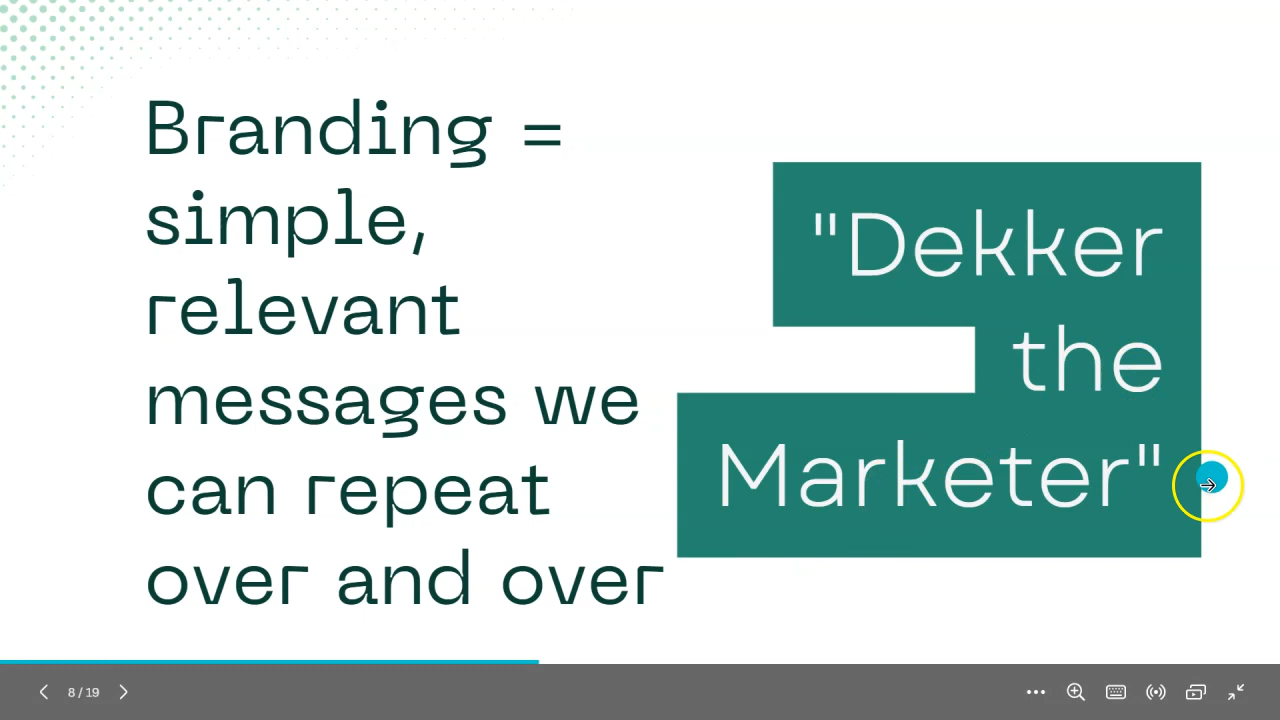 Branding =
simple,
relevant
messages we
can repeat
over and over
"Dekker
the
Marketer"
8 / 19